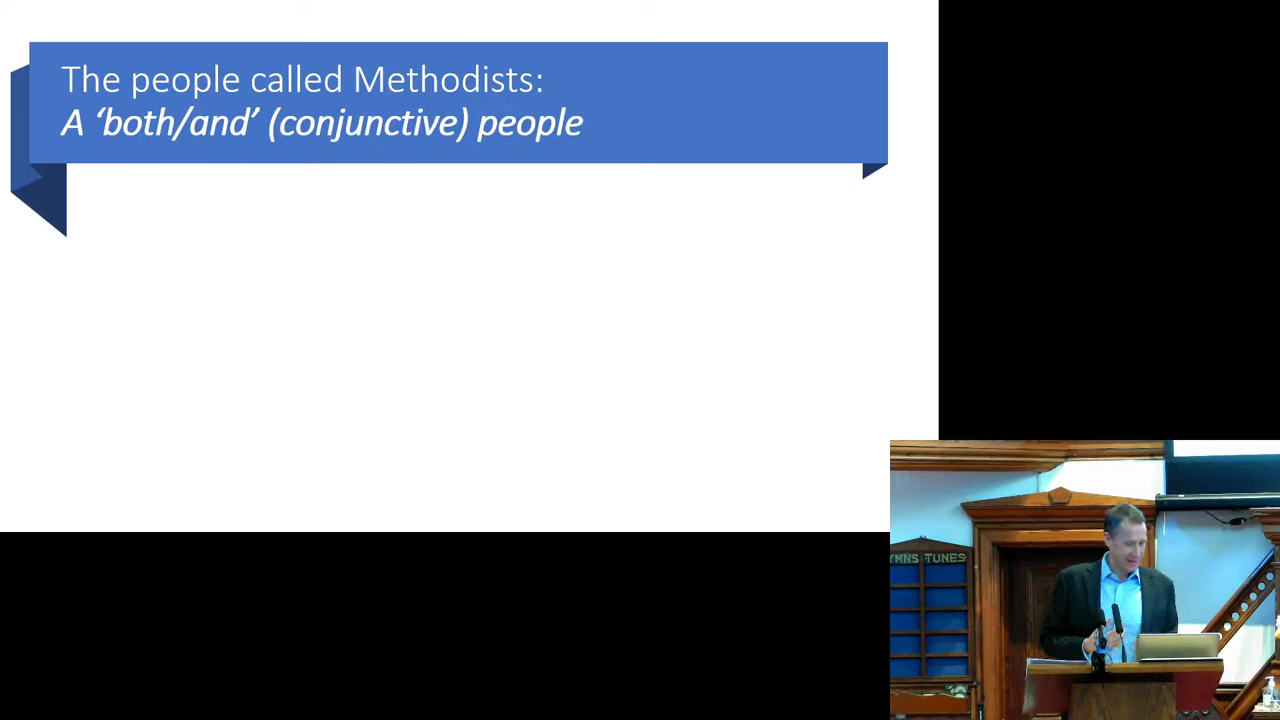 The people called Methodists:
A ‘both/and’ (conjunctive) people
YMNS TUNES